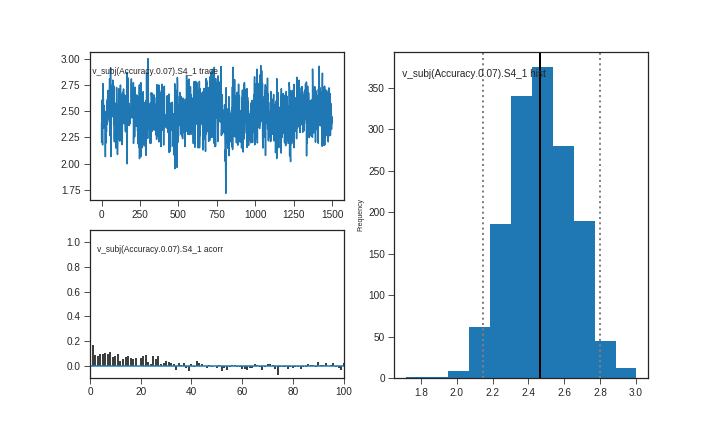 v_subj(Accuracy.0.07).S4_1 trace
3.00
2.75
2.50
2.25
2.00
1.75
0 250 500 750 1000 1250 1500
v_subj(Accuracy.0.07).S4_1 acorr
1.0
0.8
0.6
0.4
0.2
0.0
0 20 40 60 80 100
v_subj(Accuracy.0.07).S4_1 hist
Frequency
350
300
250
200
150
100
50
0
1.8 2.0 2.2 2.4 2.6 2.8 3.0